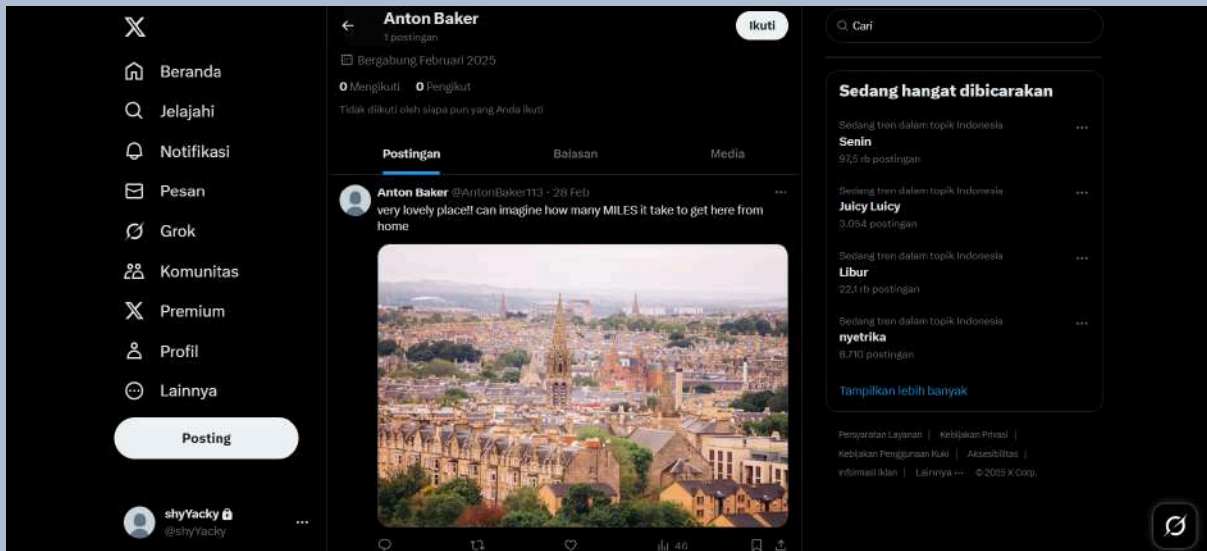 Beranda
Jelajahi
Notifikasi
Pesan
Grok
Komunitas
Premium
Profil
Lainnya
Posting
shyYacky
@shyYacky
Anton Baker
1 postingan
Ikuti
Bergabung Februari 2025
0 Mengikuti 0 Pengikut
Tidak diikuti oleh siapa pun yang Anda ikuti
Postingan Balasan Media
Anton Baker @AntonBaker113 · 28 Feb
very lovely place!! can imagine how many MILES it take to get here from
home
46
Cari
Sedang hangat dibicarakan
Sedang tren dalam topik Indonesia
Senin
97,5 rb postingan
Sedang tren dalam topik Indonesia
Juicy Luicy
3.054 postingan
Sedang tren dalam topik Indonesia
Libur
22,1 rb postingan
Sedang tren dalam topik Indonesia
nyetrika
8.710 postingan
Tampilkan lebih banyak
Persyaratan Layanan | Kebijakan Privasi |
Kebijakan Penggunaan Kuki | Aksesibilitas |
Informasi Iklan | Lainnya ··· © 2025 X Corp.